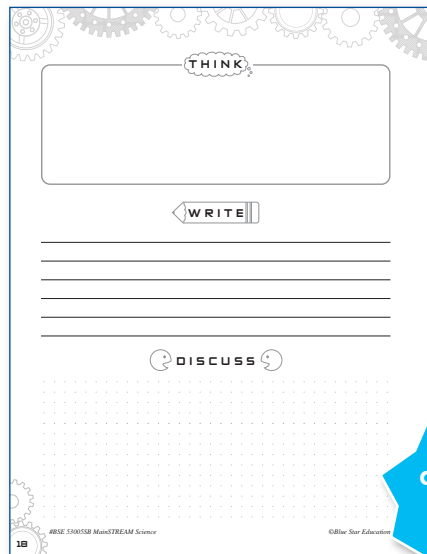 THINK
WRITE
DISCUSS
#BSE 53005SB MainSTREAM Science ©Blue Star Education
18